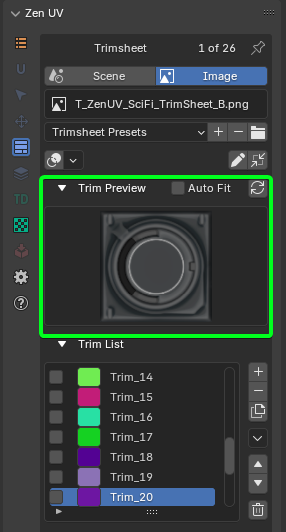 Zen UV
Trimsheet 1 of 26
Scene Image
T_ZenUV_SciFi_TrimSheet_B.png
Trimsheet Presets
Trim Preview Auto Fit
TD
Trim List
Trim_14
Trim_15
Trim_16
Trim_17
Trim_18
Trim_19
Trim_20